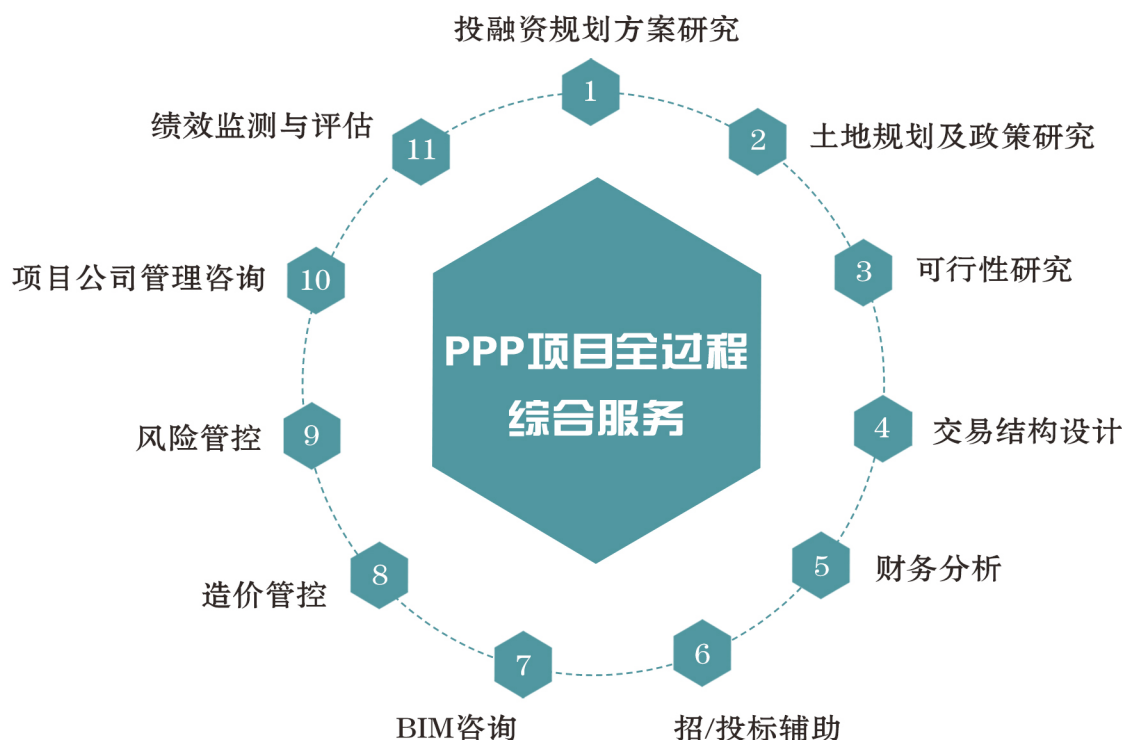 投融资规划方案研究
1
2
土地规划及政策研究
3
可行性研究
4
交易结构设计
5
财务分析
6
招/投标辅助
7
BIM咨询
8
造价管控
9
风险管控
10
项目公司管理咨询
11
绩效监测与评估
PPP项目全过程
综合服务